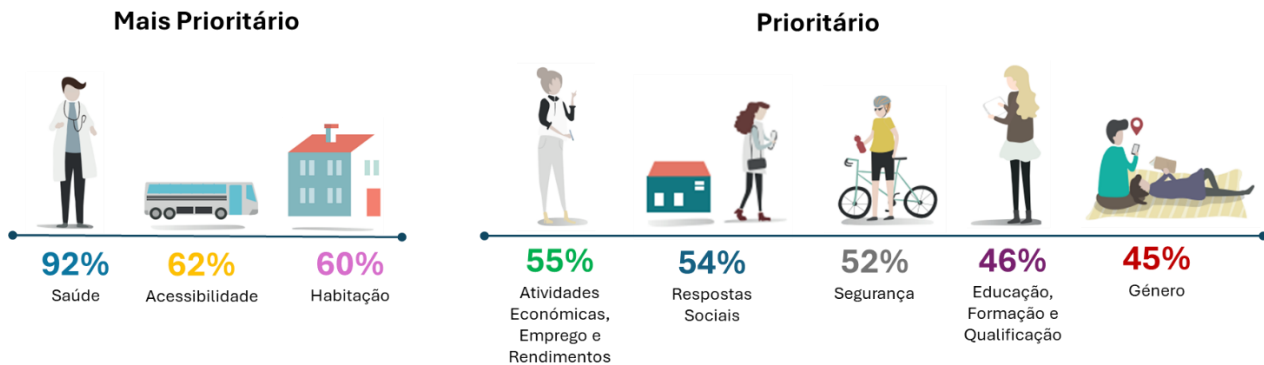 Mais Prioritário
92%
Saúde
62%
Acessibilidade
60%
Habitação
Prioritário
55%
Atividades
Económicas,
Emprego e
Rendimentos
54%
Respostas
Sociais
52%
Segurança
46%
Educação,
Formação e
Qualificação
45%
Género